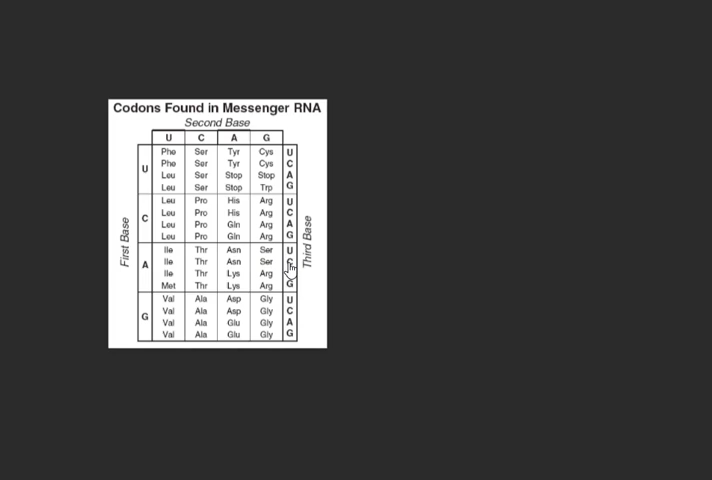 Codons Found in Messenger RNA
Second Base
U C A G
First Base
Third Base
U
Phe Ser Tyr Cys U
Phe Ser Tyr Cys C
Leu Ser Stop Stop A
Leu Ser Stop Trp G
C
Leu Pro His Arg U
Leu Pro His Arg C
Leu Pro Gln Arg A
Leu Pro Gln Arg G
A
Ile Thr Asn Ser U
Ile Thr Asn Ser C
Ile Thr Lys Arg
Met Thr Lys Arg G
G
Val Ala Asp Gly U
Val Ala Asp Gly C
Val Ala Glu Gly A
Val Ala Glu Gly G